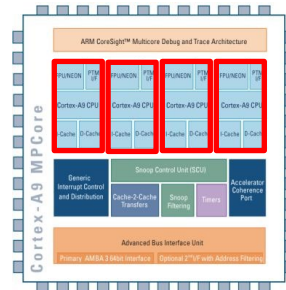 ARM CoreSight™ Multicore Debug and Trace Architecture
FPU/NEON PTM I/F FPU/NEON PTM I/F FPU/NEON PTM I/F FPU/NEON PTM I/F
Cortex-A9 CPU Cortex-A9 CPU Cortex-A9 CPU Cortex-A9 CPU
I-Cache D-Cache I-Cache D-Cache I-Cache D-Cache I-Cache D-Cache
Generic
Interrupt Control
and Distribution
Snoop Control Unit (SCU)
Cache-2-Cache
Transfers
Snoop
Filtering
Timers
Accelerator
Coherence
Port
Advanced Bus Interface Unit
Primary AMBA 3 64bit Interface
Optional 2nd I/F with Address Filtering
Cortex-A9 MPCore